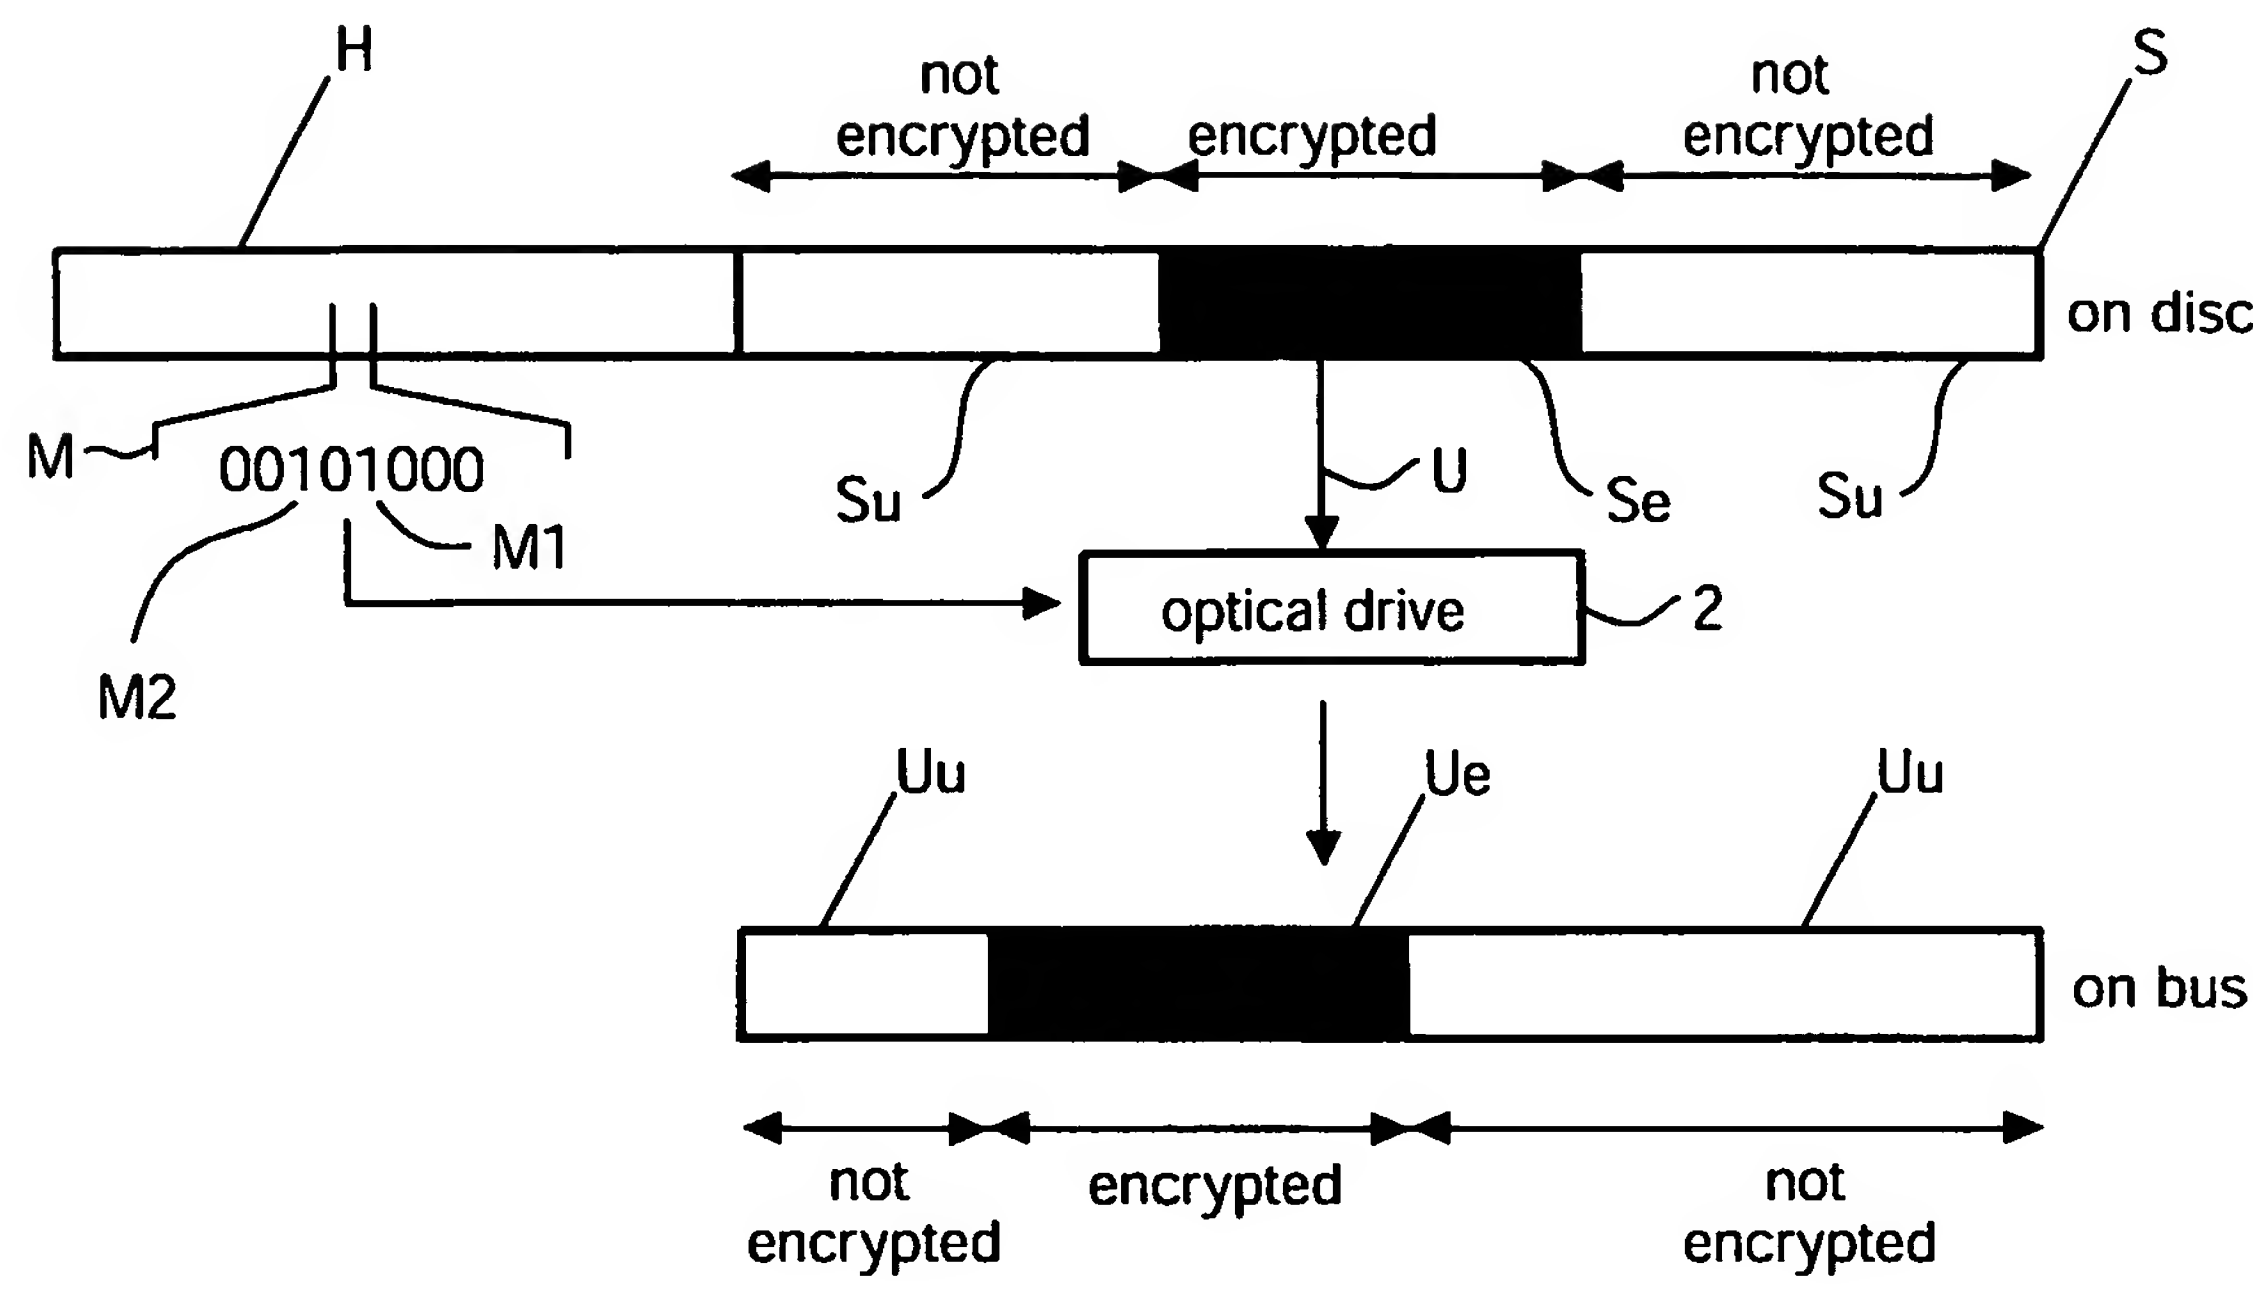 H
not
encrypted
encrypted
not
encrypted
S
on disc
M
00101000
M1
M2
Su
U
Se
Su
optical drive
2
Uu
Ue
Uu
on bus
not
encrypted
encrypted
not
encrypted